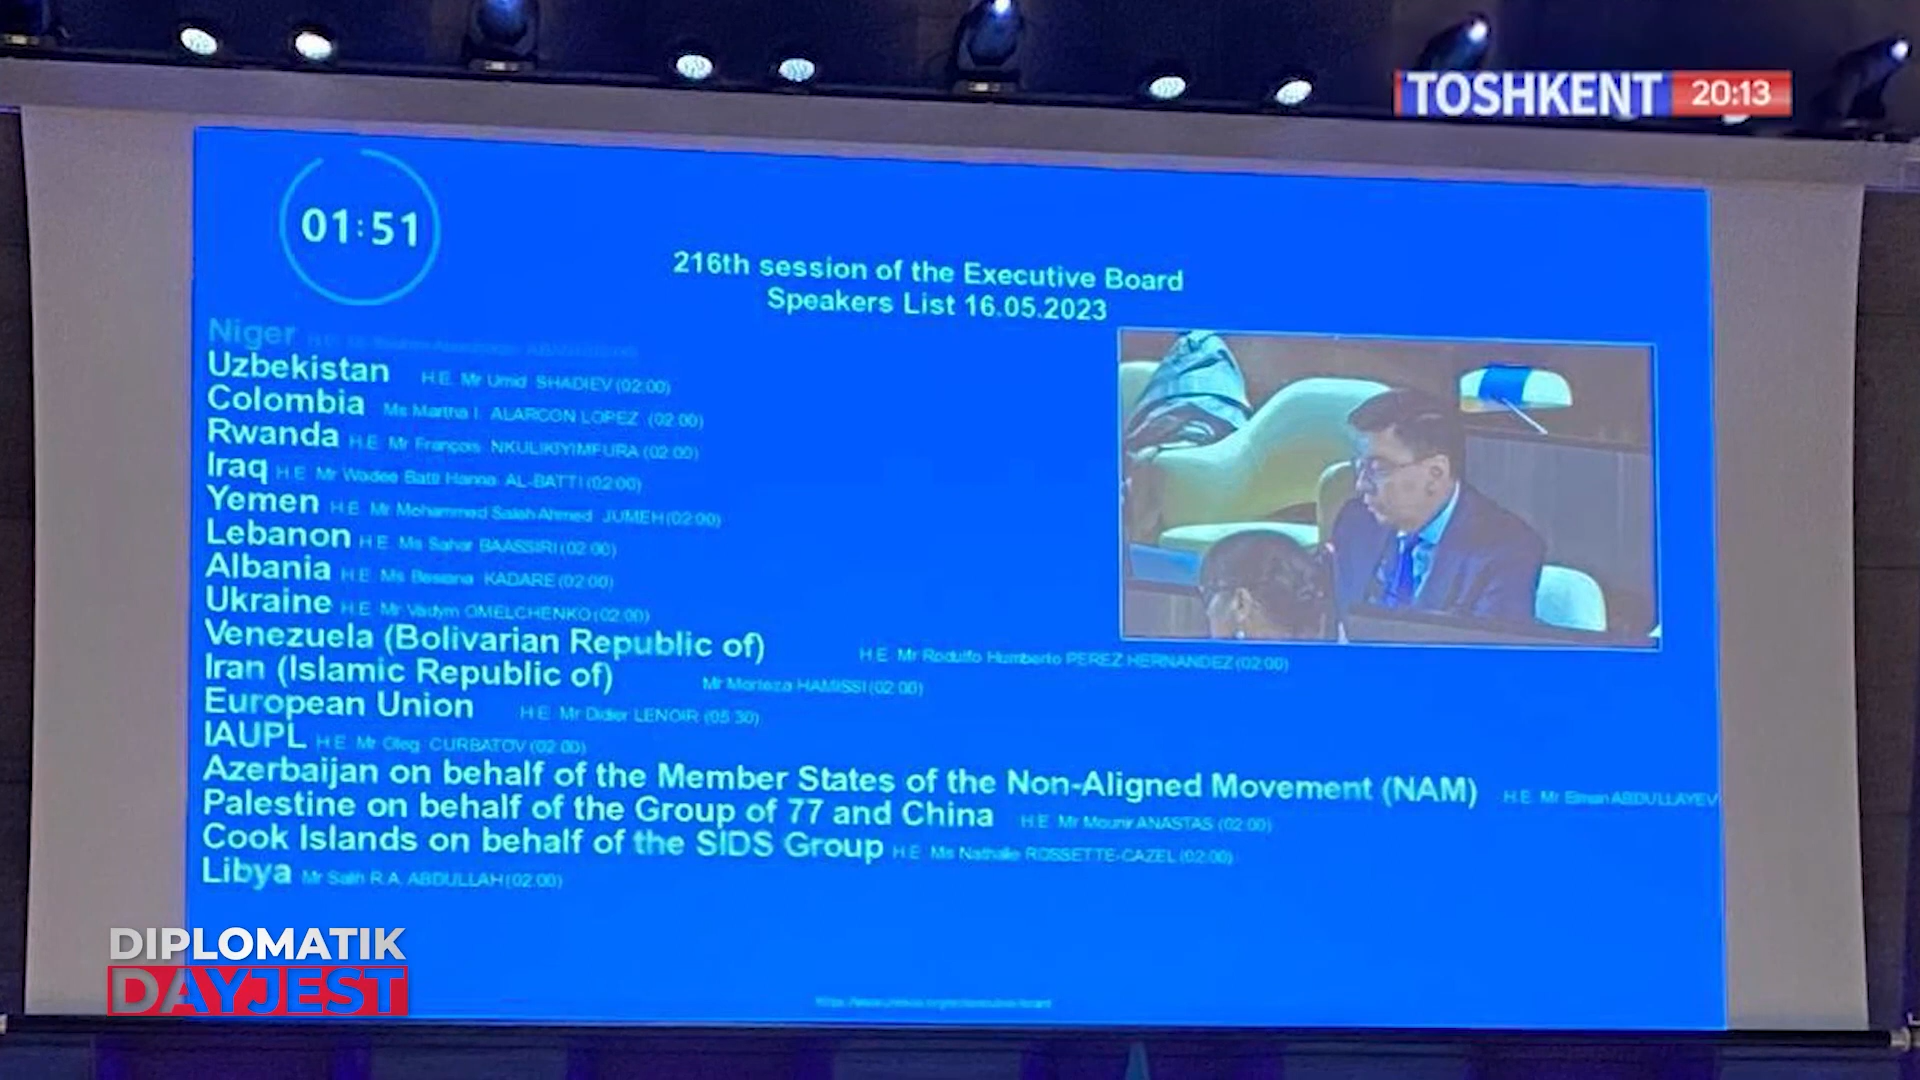 TOSHKENT 20:13
01:51
216th session of the Executive Board
Speakers List 16.05.2023
Niger
Uzbekistan H.E. Mr Umid SHADIEV (02:00)
Colombia Ms Martha I. ALARCON LOPEZ (02:00)
Rwanda H.E. Mr François NKULIKIYIMFURA (02:00)
Iraq H.E. Mr Wadee Batti Hanna AL-BATTI (02:00)
Yemen H.E. Mr Mohammed Saleh Ahmed JUMEH (02:00)
Lebanon H.E. Ms Sahar BAASSIRI (02:00)
Albania H.E. Ms Besiana KADARE (02:00)
Ukraine H.E. Mr Vadym OMELCHENKO (02:00)
Venezuela (Bolivarian Republic of) H.E. Mr Rodulfo Humberto PEREZ HERNANDEZ (02:00)
Iran (Islamic Republic of) Mr Morteza HAMISSI (02:00)
European Union H.E. Mr Didier LENOIR (05:30)
IAUPL H.E. Mr Oleg CURBATOV (02:00)
Azerbaijan on behalf of the Member States of the Non-Aligned Movement (NAM) H.E. Mr Elman ABDULLAYEV
Palestine on behalf of the Group of 77 and China H.E. Mr Mounir ANASTAS (02:00)
Cook Islands on behalf of the SIDS Group H.E. Ms Nathalie ROSSETTE-CAZEL (02:00)
Libya Mr Salih R.A. ABDULLAH (02:00)
DIPLOMATIK
DAYJEST